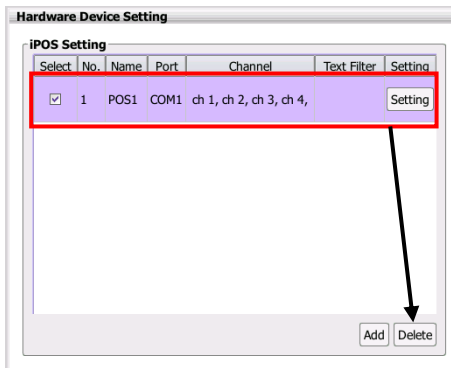 Hardware Device Setting
iPOS Setting
Select No. Name Port Channel Text Filter Setting
1 POS1 COM1 ch 1, ch 2, ch 3, ch 4, Setting
Add Delete